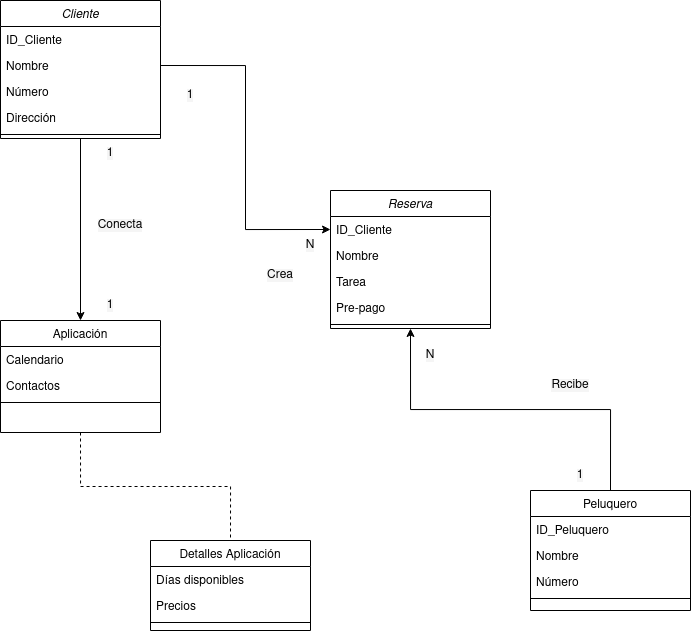 Cliente
ID_Cliente
Nombre
Número
Dirección
1
1
Conecta
1
N
Crea
Reserva
ID_Cliente
Nombre
Tarea
Pre-pago
Aplicación
Calendario
Contactos
N
Recibe
1
Peluquero
ID_Peluquero
Nombre
Número
Detalles Aplicación
Días disponibles
Precios